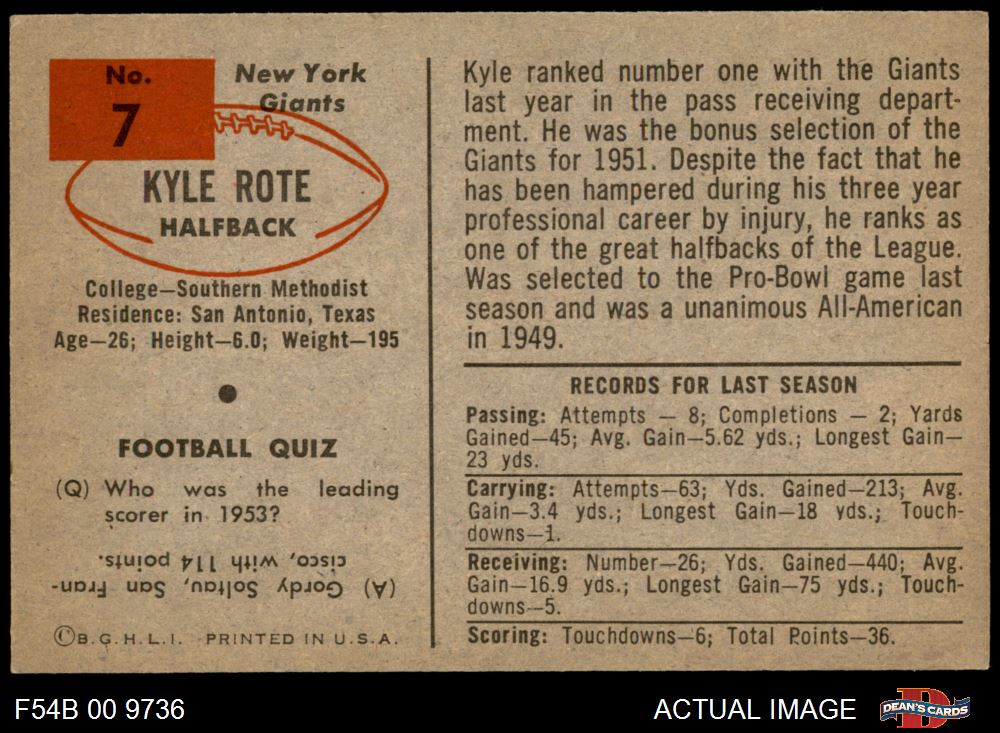 No.
7
New York
Giants
KYLE ROTE
HALFBACK
College—Southern Methodist
Residence: San Antonio, Texas
Age—26; Height—6.0; Weight—195
FOOTBALL QUIZ
(Q) Who was the leading
scorer in 1953?
(A) Gordy Soltau, San Fran-
cisco, with 114 points.
©B.G.H.L.I. PRINTED IN U.S.A.
Kyle ranked number one with the Giants
last year in the pass receiving depart-
ment. He was the bonus selection of the
Giants for 1951. Despite the fact that he
has been hampered during his three year
professional career by injury, he ranks as
one of the great halfbacks of the League.
Was selected to the Pro-Bowl game last
season and was a unanimous All-American
in 1949.
RECORDS FOR LAST SEASON
Passing: Attempts — 8; Completions — 2; Yards
Gained—45; Avg. Gain—5.62 yds.; Longest Gain—
23 yds.
Carrying: Attempts—63; Yds. Gained—213; Avg.
Gain—3.4 yds.; Longest Gain—18 yds.; Touch-
downs—1.
Receiving: Number—26; Yds. Gained—440; Avg.
Gain—16.9 yds.; Longest Gain—75 yds.; Touch-
downs—5.
Scoring: Touchdowns—6; Total Points—36.
F54B 00 9736
ACTUAL IMAGE
D
DEAN'S CARDS